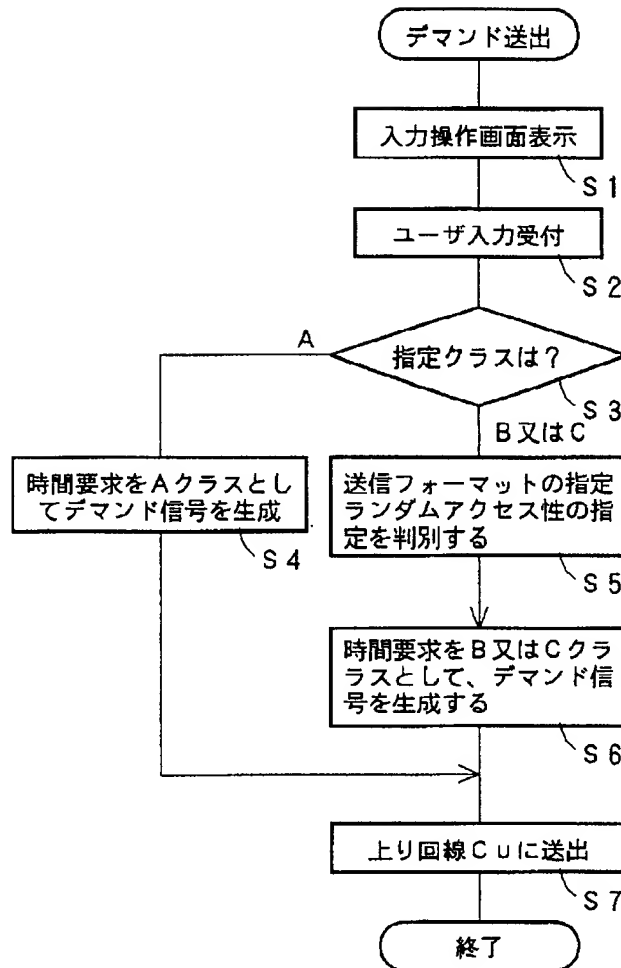 デマンド送出
入力操作画面表示
S1
ユーザ入力受付
S2
A
指定クラスは？
S3
B又はC
時間要求をAクラスとし
てデマンド信号を生成
S4
送信フォーマットの指定
ランダムアクセス性の指
定を判別する
S5
時間要求をB又はCクラ
ラスとして、デマンド信
号を生成する
S6
上り回線Cuに送出
S7
終了